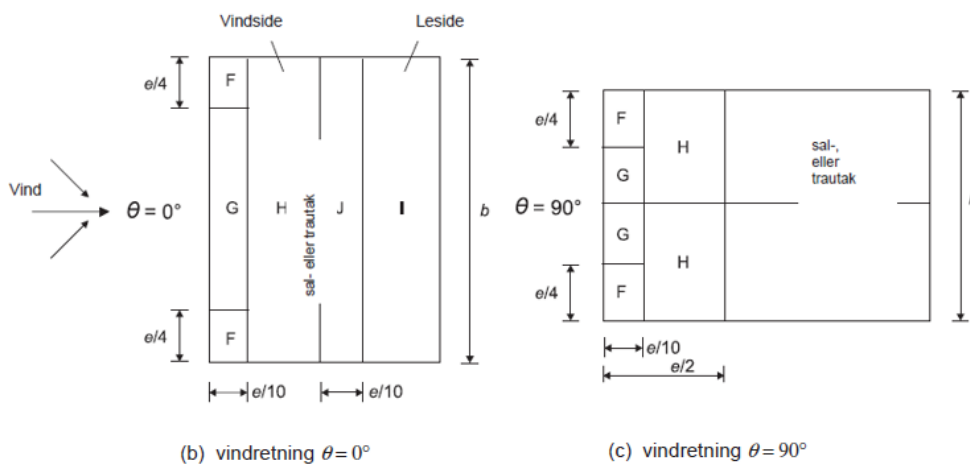 Vindside
Leside
e/4
F
Vind
θ = 0°
G
H
sal- eller trautak
J
I
b
e/4
F
e/10
e/10
(b) vindretning θ = 0°
e/4
F
H
sal-,
eller
trautak
G
θ = 90°
G
H
e/4
F
e/10
e/2
(c) vindretning θ = 90°